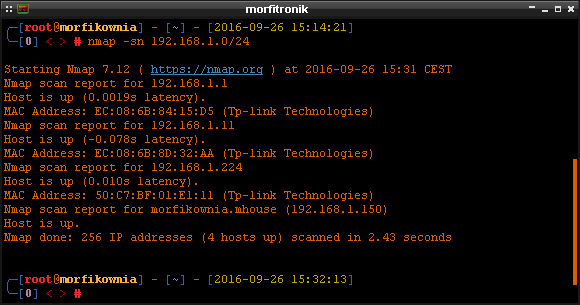 morfitronik
[root@morfikownia] - [~] - [2016-09-26 15:14:21]
[0] < > # nmap -sn 192.168.1.0/24
Starting Nmap 7.12 ( https://nmap.org ) at 2016-09-26 15:31 CEST
Nmap scan report for 192.168.1.1
Host is up (0.0019s latency).
MAC Address: EC:08:6B:84:15:D5 (Tp-link Technologies)
Nmap scan report for 192.168.1.11
Host is up (-0.078s latency).
MAC Address: EC:08:6B:8D:32:AA (Tp-link Technologies)
Nmap scan report for 192.168.1.224
Host is up (0.010s latency).
MAC Address: 50:C7:BF:01:E1:11 (Tp-link Technologies)
Nmap scan report for morfikownia.mhouse (192.168.1.150)
Host is up.
Nmap done: 256 IP addresses (4 hosts up) scanned in 2.43 seconds
[root@morfikownia] - [~] - [2016-09-26 15:32:13]
[0] < > #